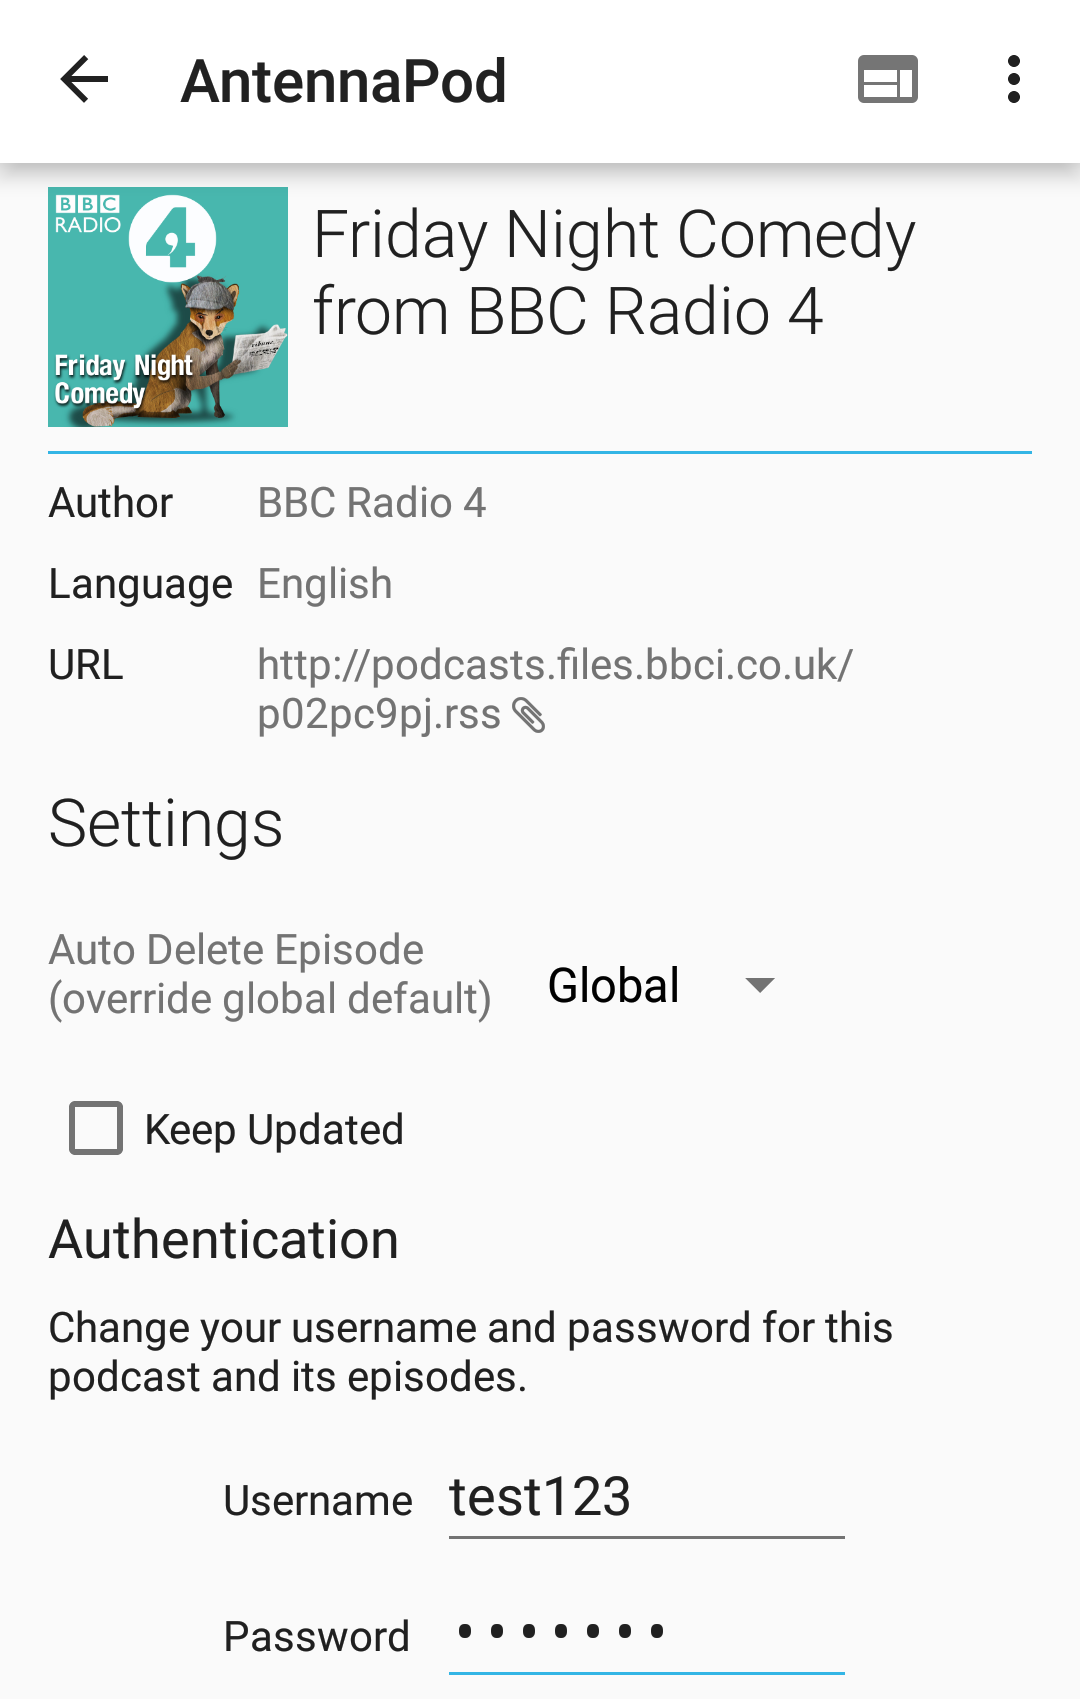 AntennaPod
BBC
RADIO
4
Friday Night
Comedy
Friday Night Comedy
from BBC Radio 4
Author BBC Radio 4
Language English
URL http://podcasts.files.bbci.co.uk/
p02pc9pj.rss
Settings
Auto Delete Episode
(override global default)
Global
Keep Updated
Authentication
Change your username and password for this
podcast and its episodes.
Username test123
Password •••••••